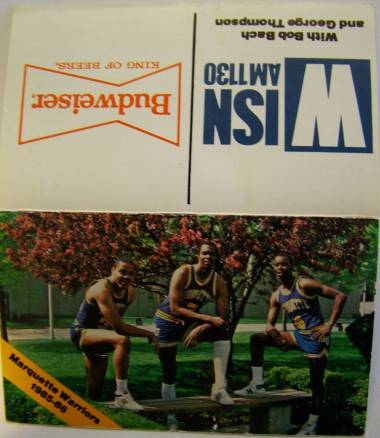 With Bob Bach
and George Thompson
WISN
AM1130
Budweiser®
KING OF BEERS®
Marquette Warriors
1985-86